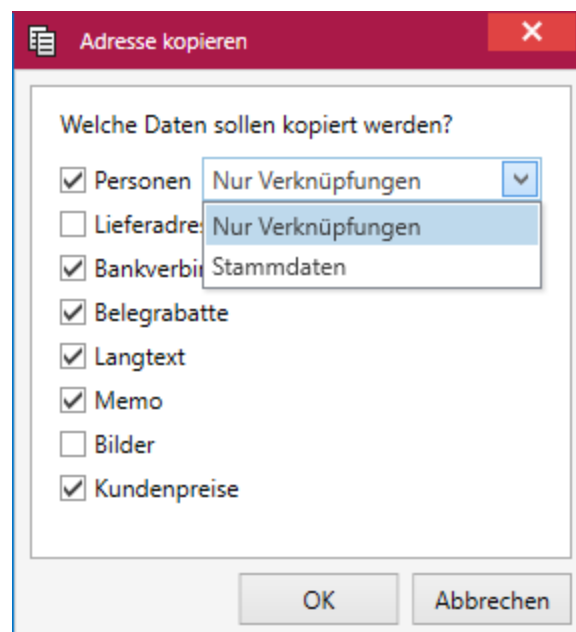 Adresse kopieren
Welche Daten sollen kopiert werden?
Personen Nur Verknüpfungen
Nur Verknüpfungen
Stammdaten
Belegrabatte
Langtext
Memo
Bilder
Kundenpreise
OK Abbrechen